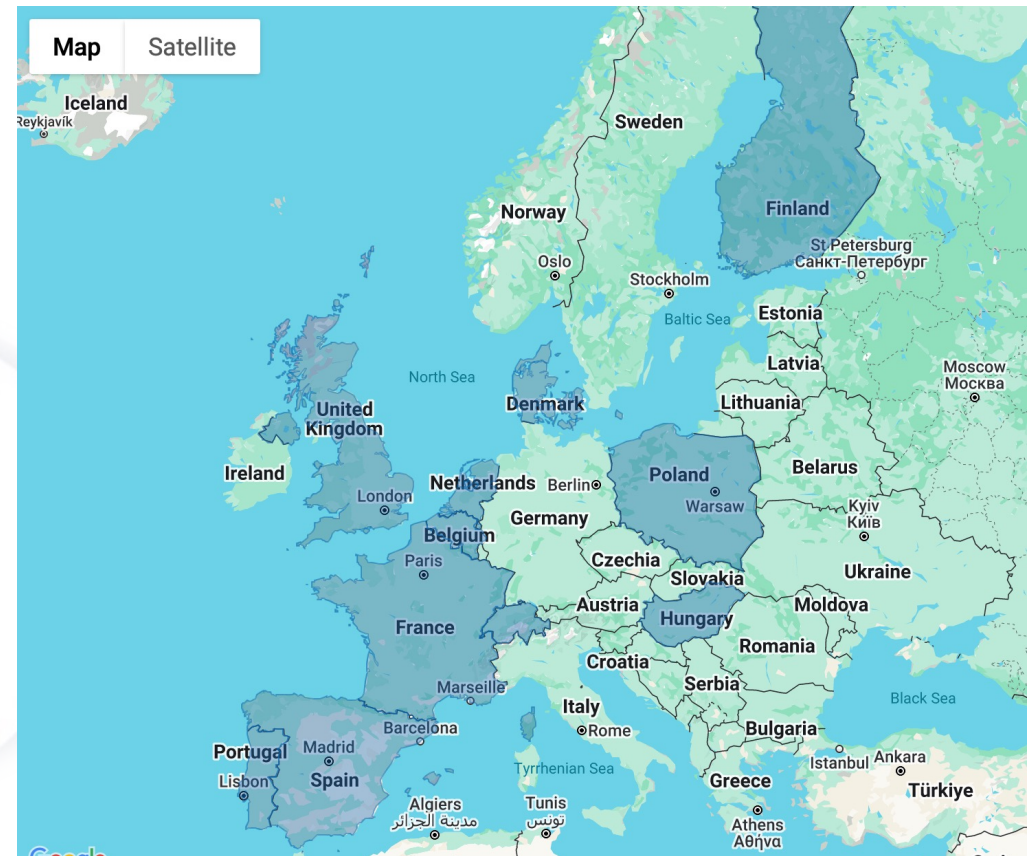 Map
Satellite
Iceland
Reykjavík
Sweden
Norway
Finland
Oslo
St Petersburg
Санкт-Петербург
Stockholm
Estonia
Baltic Sea
Latvia
Moscow
Москва
North Sea
Denmark
Lithuania
United
Kingdom
Ireland
Netherlands
Berlin
Poland
Belarus
London
Warsaw
Germany
Kyiv
Київ
Belgium
Paris
Czechia
Slovakia
Ukraine
Austria
Moldova
France
Hungary
Romania
Croatia
Marseille
Serbia
Italy
Black Sea
Barcelona
Rome
Bulgaria
Portugal
Madrid
Istanbul
Ankara
Tyrrhenian Sea
Lisbon
Spain
Greece
Türkiye
Algiers
مدينة الجزائر
Tunis
تونس
Athens
Αθήνα
Google